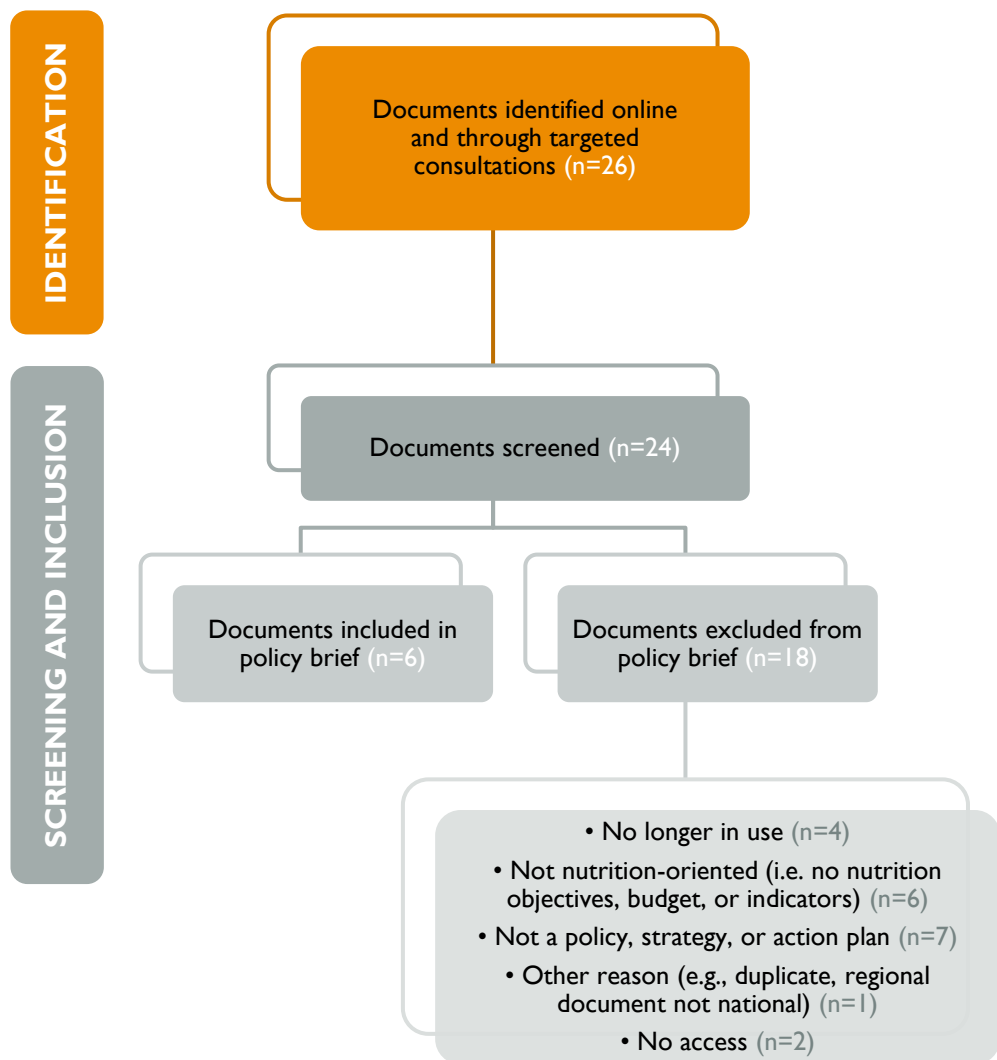 IDENTIFICATION
Documents identified online
and through targeted
consultations (n=26)
SCREENING AND INCLUSION
Documents screened (n=24)
Documents included in
policy brief (n=6)
Documents excluded from
policy brief (n=18)
• No longer in use (n=4)
• Not nutrition-oriented (i.e. no nutrition
objectives, budget, or indicators) (n=6)
• Not a policy, strategy, or action plan (n=7)
• Other reason (e.g., duplicate, regional
document not national) (n=1)
• No access (n=2)